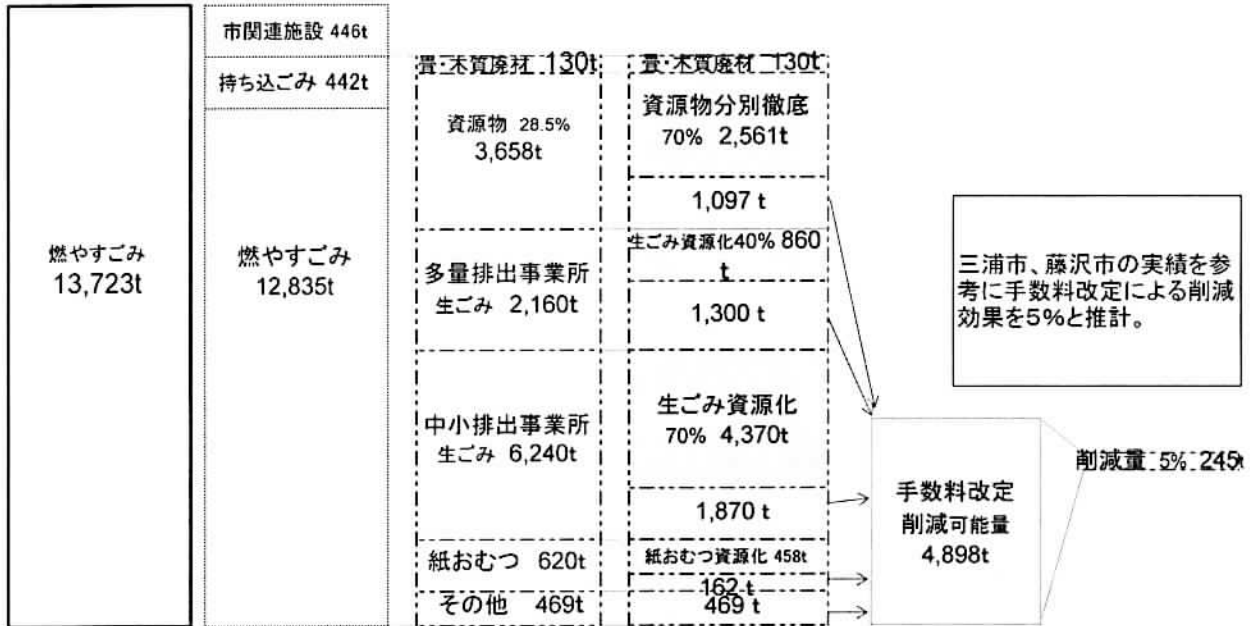 燃やすごみ
13,723t
市関連施設 446t
持ち込ごみ 442t
燃やすごみ
12,835t
畳・木質廃材 130t
資源物 28.5%
3,658t
多量排出事業所
生ごみ 2,160t
中小排出事業所
生ごみ 6,240t
紙おむつ 620t
その他 469t
畳・木質廃材 130t
資源物分別徹底
70% 2,561t
1,097 t
生ごみ資源化40% 860
t
1,300 t
生ごみ資源化
70% 4,370t
1,870 t
紙おむつ資源化 458t
162 t
469 t
手数料改定
削減可能量
4,898t
三浦市、藤沢市の実績を参
考に手数料改定による削減
効果を5%と推計。
削減量 5% 245t